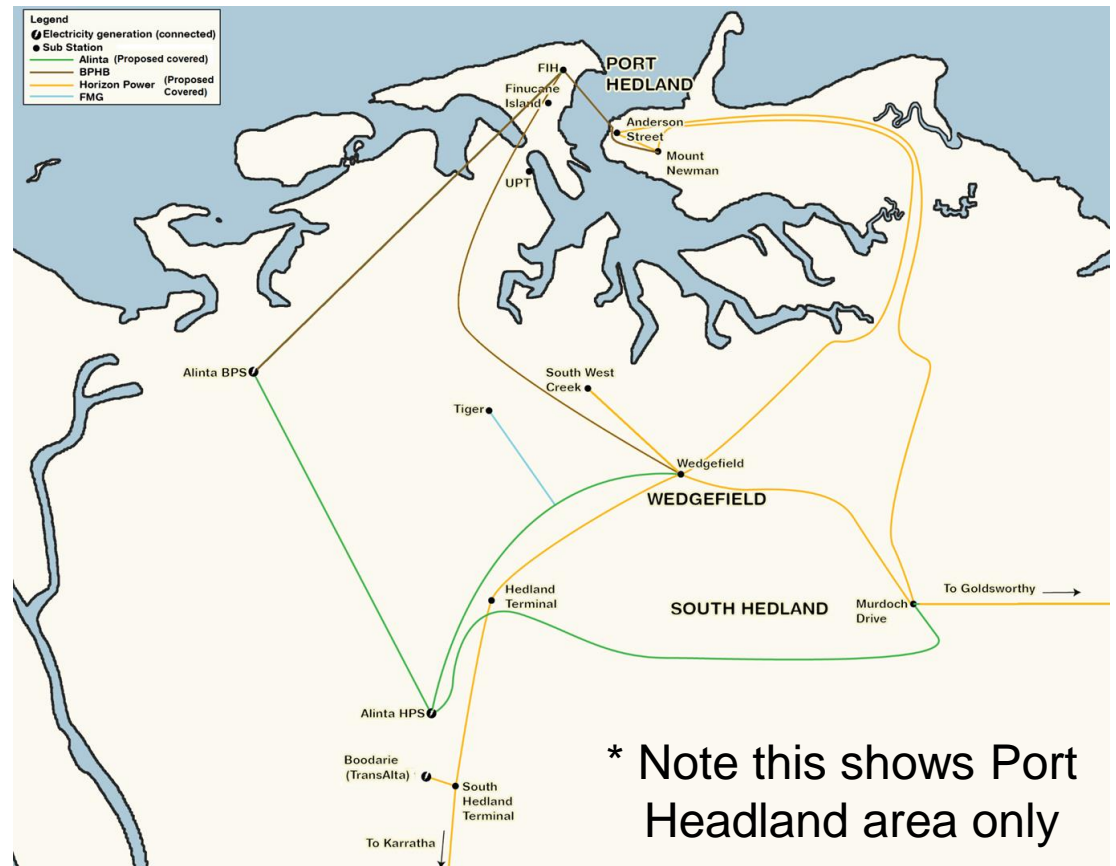 Legend
Electricity generation (connected)
Sub Station
Alinta (Proposed covered)
BPHB
Horizon Power (Proposed
Covered)
FMG
FIH
PORT
HEDLAND
Finucane
Island
Anderson
Street
Mount
Newman
UPT
Alinta BPS
South West
Creek
Tiger
Wedgefield
WEDGEFIELD
Hedland
Terminal
SOUTH HEDLAND
Murdoch
Drive
To Goldsworthy
Alinta HPS
Boodarie
(TransAlta)
South
Hedland
Terminal
To Karratha
* Note this shows Port
Headland area only